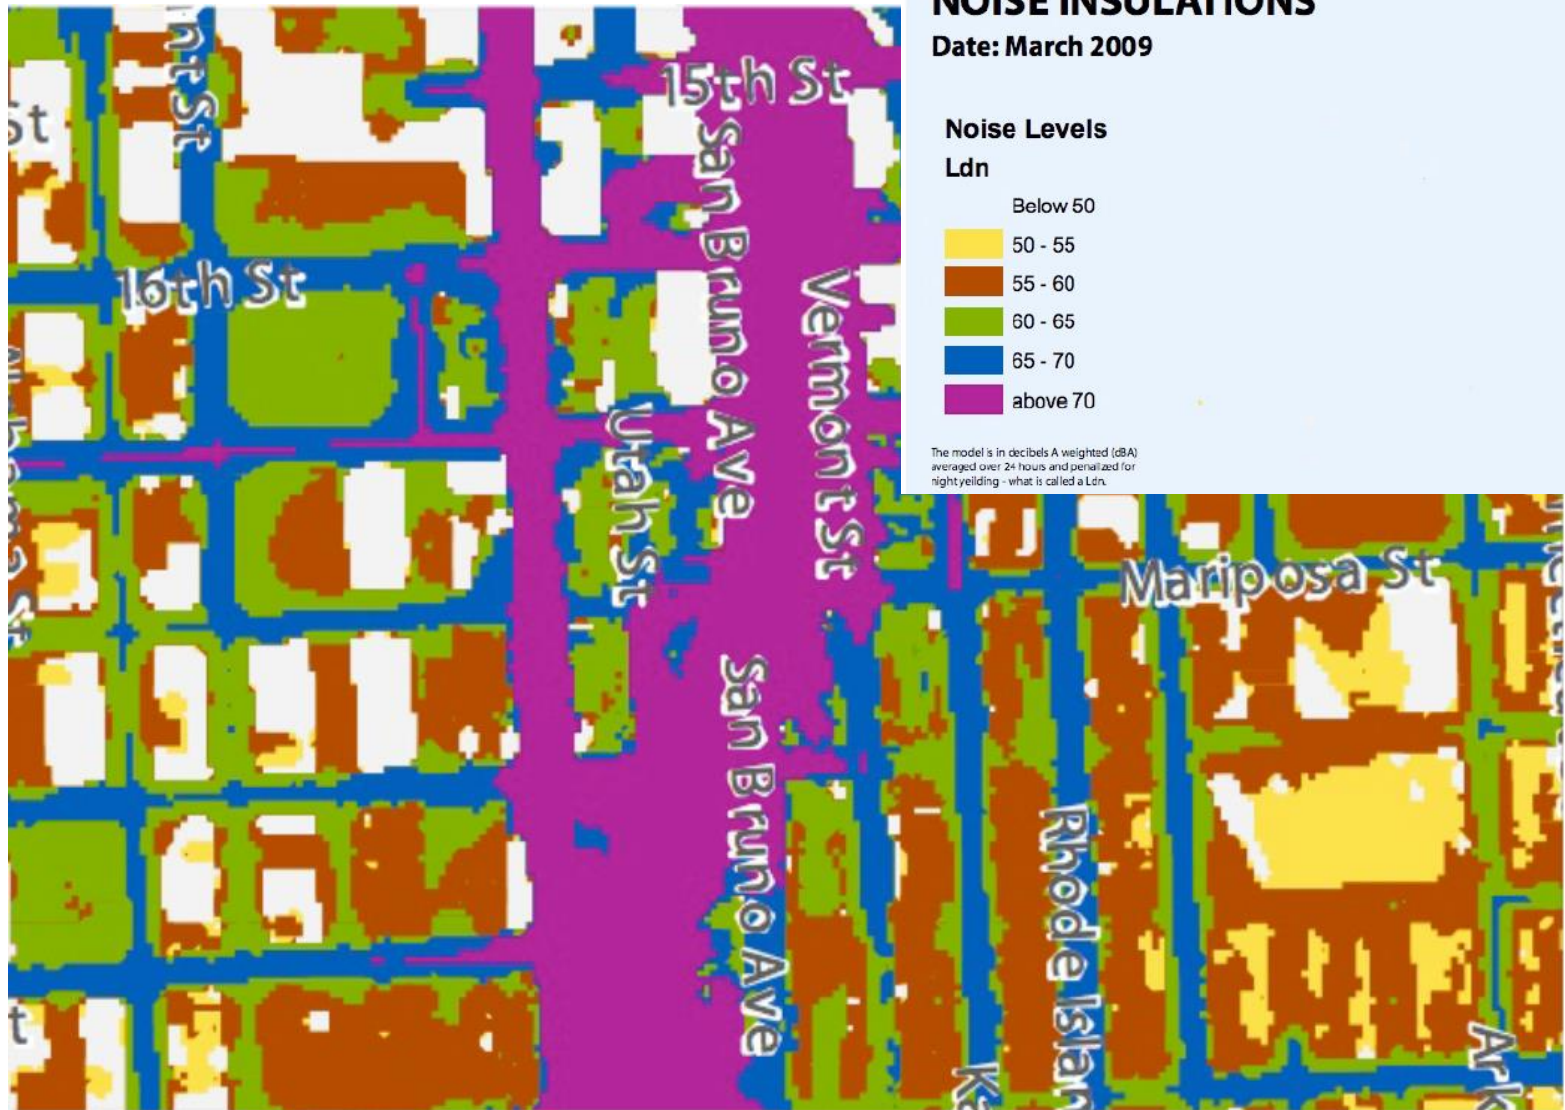 NOISE INSULATIONS
Date: March 2009
Noise Levels
Ldn
Below 50
50 - 55
55 - 60
60 - 65
65 - 70
above 70
The model is in decibels A weighted (dBA)
averaged over 24 hours and penalized for
night yeilding - what is called a Ldn.
15th St
St
San Bruno Ave
16th St
Vermont St
Utah St
Mariposa St
San Bruno Ave
Rhode Islan
t
Ark
Ka